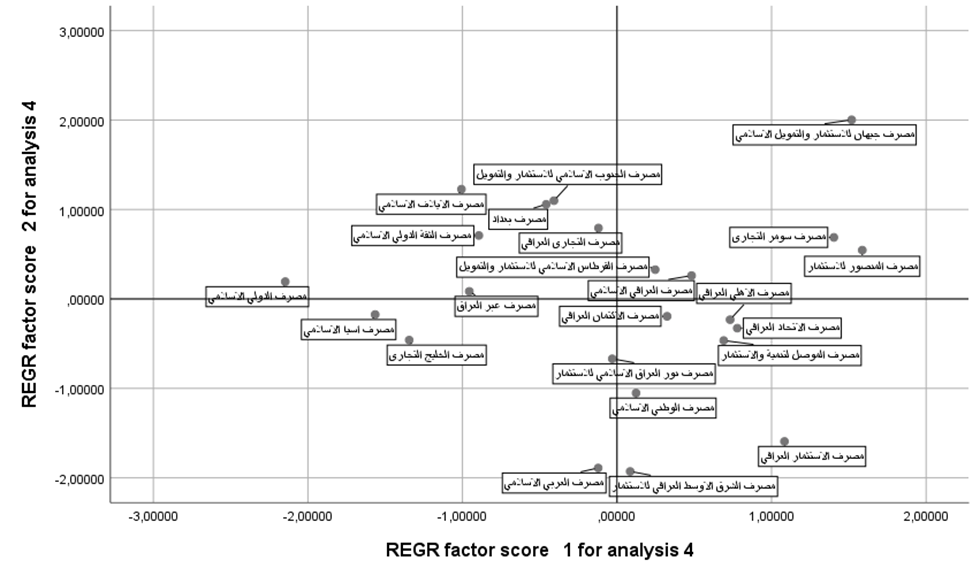 3,00000
2,00000
1,00000
,00000
-1,00000
-2,00000
REGR factor score 2 for analysis 4
مصرف جيهان للاستثمار والتمويل الاسلامي
مصرف الجنوب الاسلامي للاستثمار والتمويل
مصرف الائتلاف الاسلامي
مصرف بغداد
مصرف الثقة الدولي الاسلامي
مصرف التجاري العراقي
مصرف سومر التجاري
مصرف القرطاس الاسلامي للاستثمار والتمويل
مصرف المنصور للاستثمار
مصرف الدولي الاسلامي
مصرف العراقي الاسلامي
مصرف الاهلي العراقي
مصرف عبر العراق
مصرف الائتمان العراقي
مصرف اسيا الاسلامي
مصرف الاتحاد العراقي
مصرف الخليج التجاري
مصرف الموصل لتنمية والاستثمار
مصرف نور العراق الاسلامي للاستثمار
مصرف الوطني الاسلامي
مصرف الاستثمار العراقي
مصرف العربي الاسلامي
مصرف الشرق الاوسط العراقي للاستثمار
-3,00000
-2,00000
-1,00000
,00000
1,00000
2,00000
REGR factor score 1 for analysis 4